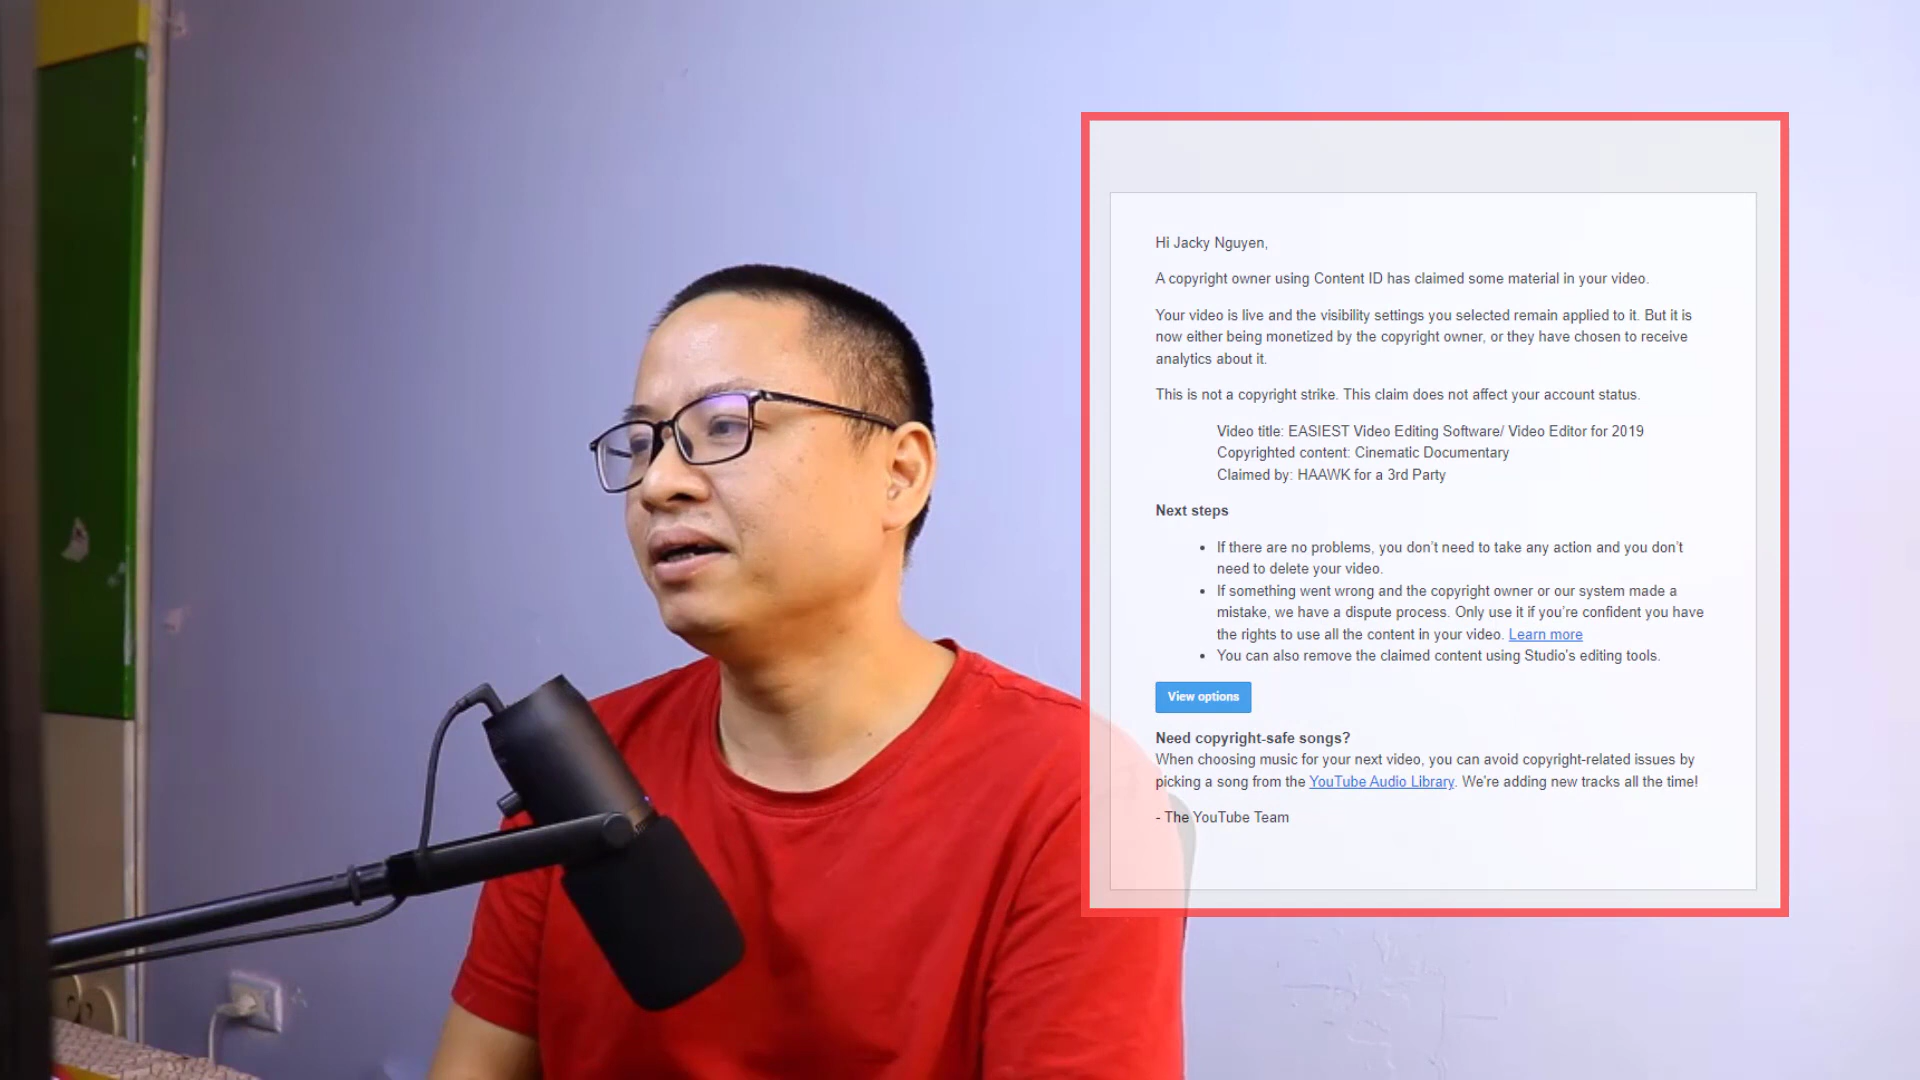 Hi Jacky Nguyen,
A copyright owner using Content ID has claimed some material in your video.
Your video is live and the visibility settings you selected remain applied to it. But it is
now either being monetized by the copyright owner, or they have chosen to receive
analytics about it.
This is not a copyright strike. This claim does not affect your account status.
Video title: EASIEST Video Editing Software/ Video Editor for 2019
Copyrighted content: Cinematic Documentary
Claimed by: HAAWK for a 3rd Party
Next steps
• If there are no problems, you don’t need to take any action and you don’t
need to delete your video.
• If something went wrong and the copyright owner or our system made a
mistake, we have a dispute process. Only use it if you’re confident you have
the rights to use all the content in your video. Learn more
• You can also remove the claimed content using Studio's editing tools.
View options
Need copyright-safe songs?
When choosing music for your next video, you can avoid copyright-related issues by
picking a song from the YouTube Audio Library. We're adding new tracks all the time!
- The YouTube Team